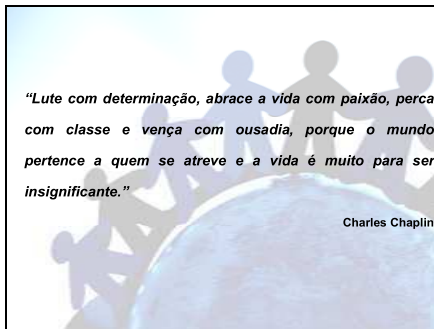 “Lute com determinação, abrace a vida com paixão, perca
com classe e vença com ousadia, porque o mundo
pertence a quem se atreve e a vida é muito para ser
insignificante.”
Charles Chaplin